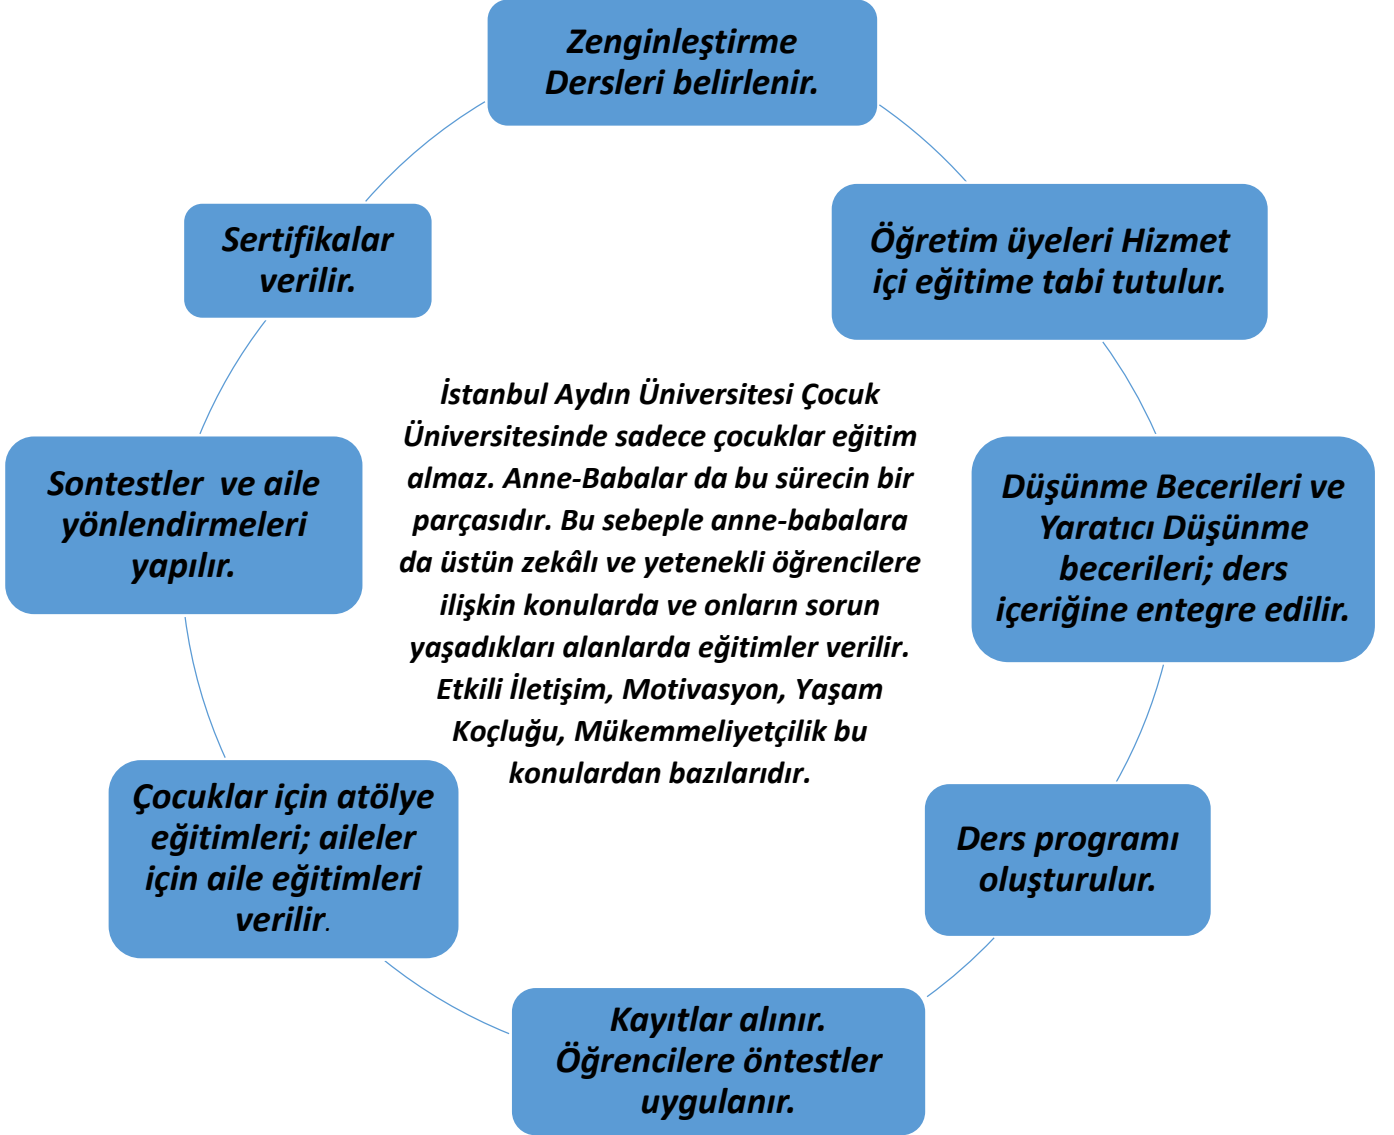 Zenginleştirme
Dersleri belirlenir.
Öğretim üyeleri Hizmet
içi eğitime tabi tutulur.
Düşünme Becerileri ve
Yaratıcı Düşünme
becerileri; ders
içeriğine entegre edilir.
Ders programı
oluşturulur.
Kayıtlar alınır.
Öğrencilere öntestler
uygulanır.
Çocuklar için atölye
eğitimleri; aileler
için aile eğitimleri
verilir.
Sontestler ve aile
yönlendirmeleri
yapılır.
Sertifikalar
verilir.
İstanbul Aydın Üniversitesi Çocuk
Üniversitesinde sadece çocuklar eğitim
almaz. Anne-Babalar da bu sürecin bir
parçasıdır. Bu sebeple anne-babalara
da üstün zekâlı ve yetenekli öğrencilere
ilişkin konularda ve onların sorun
yaşadıkları alanlarda eğitimler verilir.
Etkili İletişim, Motivasyon, Yaşam
Koçluğu, Mükemmeliyetçilik bu
konulardan bazılarıdır.